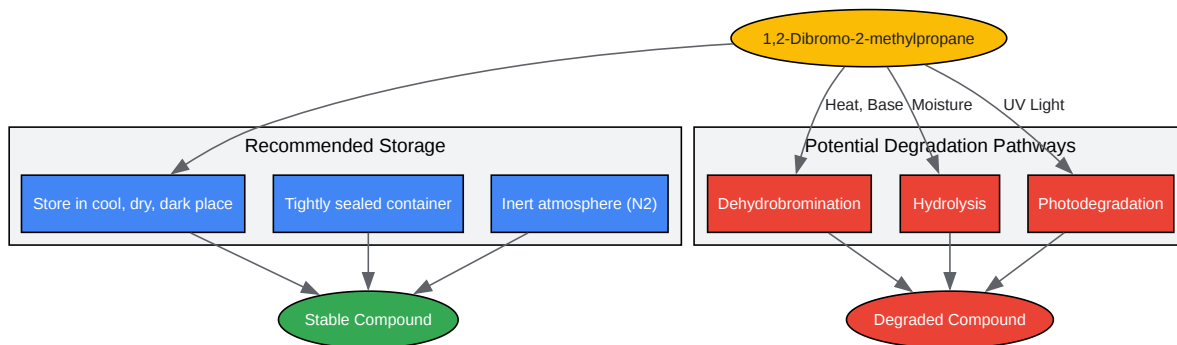 1,2-Dibromo-2-methylpropane
Heat, Base
Moisture
UV Light
Recommended Storage
Potential Degradation Pathways
Store in cool, dry, dark place
Tightly sealed container
Inert atmosphere (N2)
Dehydrobromination
Hydrolysis
Photodegradation
Stable Compound
Degraded Compound